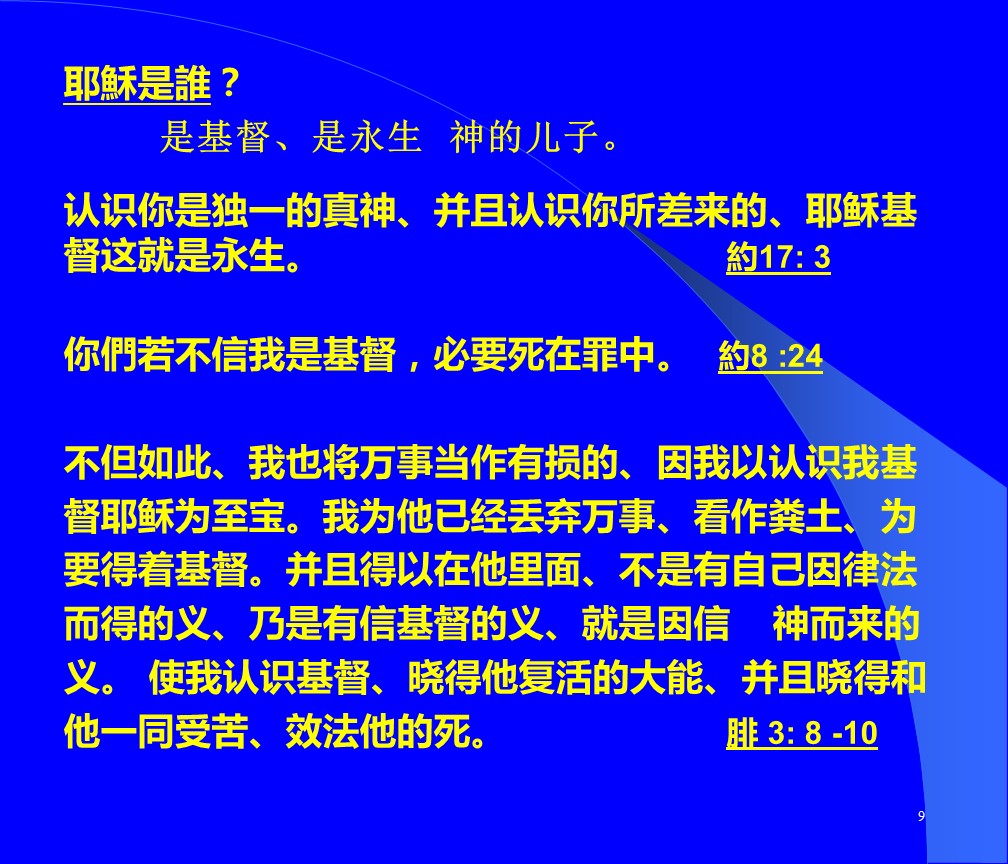 耶穌是誰？
是基督、是永生 神的儿子。
认识你是独一的真神、并且认识你所差来的、耶稣基
督这就是永生。 約17: 3
你們若不信我是基督，必要死在罪中。 約8 :24
不但如此、我也将万事当作有损的、因我以认识我基
督耶稣为至宝。我为他已经丢弃万事、看作粪土、为
要得着基督。并且得以在他里面、不是有自己因律法
而得的义、乃是有信基督的义、就是因信 神而来的
义。 使我认识基督、晓得他复活的大能、并且晓得和
他一同受苦、效法他的死。 腓 3: 8 -10
9